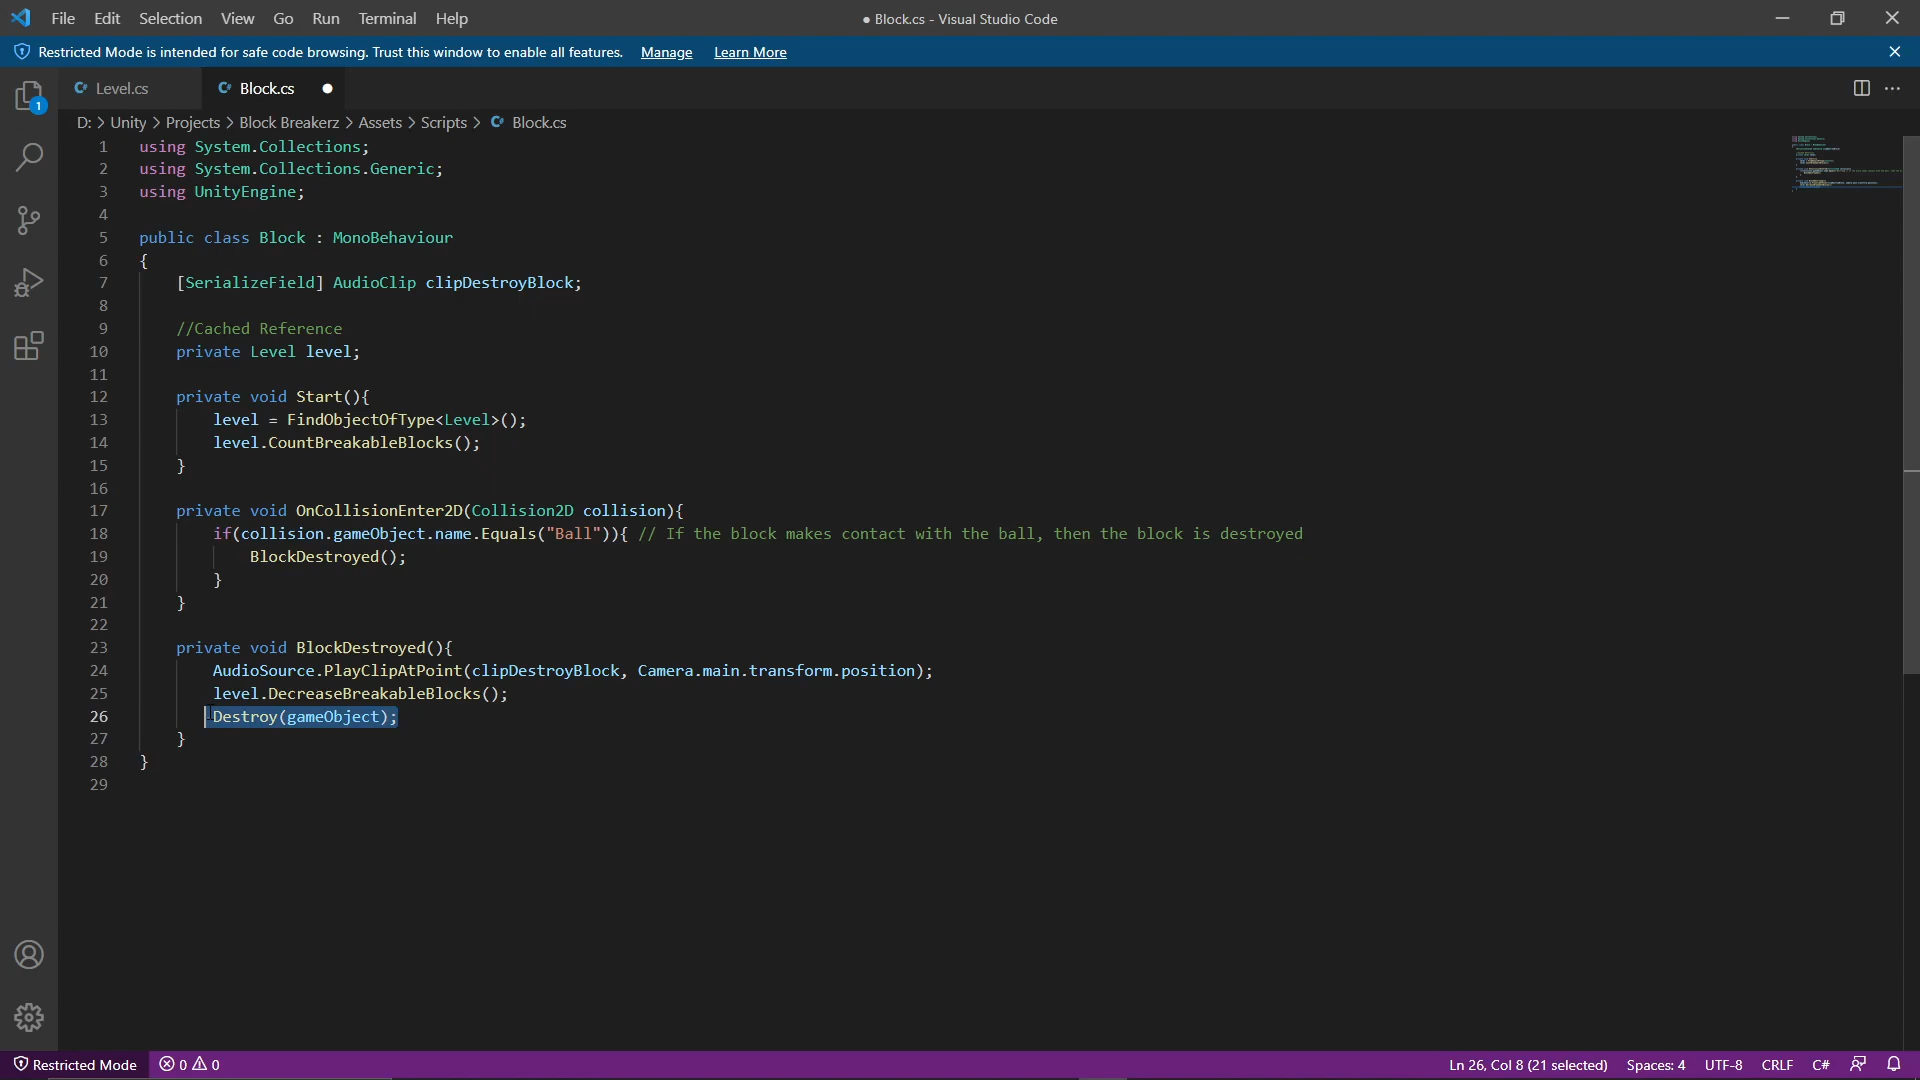 File Edit Selection View Go Run Terminal Help
● Block.cs - Visual Studio Code
Restricted Mode is intended for safe code browsing. Trust this window to enable all features. Manage Learn More
1
Level.cs
Block.cs
D: > Unity > Projects > Block Breakerz > Assets > Scripts > Block.cs
1 using System.Collections;
2 using System.Collections.Generic;
3 using UnityEngine;
4
5 public class Block : MonoBehaviour
6 {
7 [SerializeField] AudioClip clipDestroyBlock;
8
9 //Cached Reference
10 private Level level;
11
12 private void Start(){
13 level = FindObjectOfType<Level>();
14 level.CountBreakableBlocks();
15 }
16
17 private void OnCollisionEnter2D(Collision2D collision){
18 if(collision.gameObject.name.Equals("Ball")){ // If the block makes contact with the ball, then the block is destroyed
19 BlockDestroyed();
20 }
21 }
22
23 private void BlockDestroyed(){
24 AudioSource.PlayClipAtPoint(clipDestroyBlock, Camera.main.transform.position);
25 level.DecreaseBreakableBlocks();
26 Destroy(gameObject);
27 }
28 }
29
Restricted Mode 0 0 Ln 26, Col 8 (21 selected) Spaces: 4 UTF-8 CRLF C#